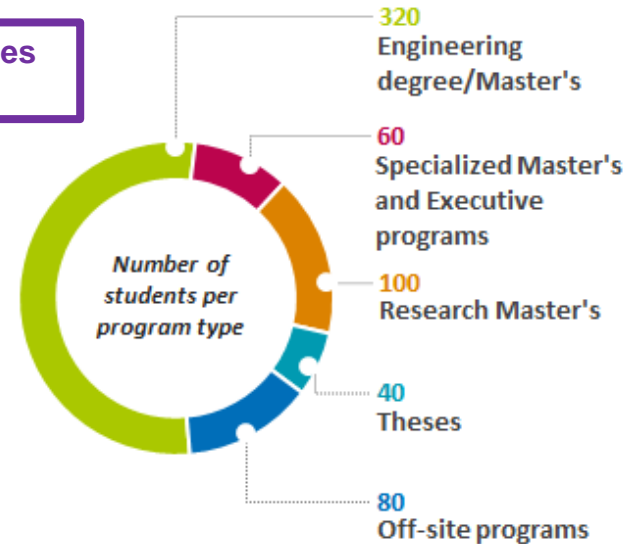 es
320
Engineering
degree/Master's
60
Specialized Master's
and Executive
programs
Number of
students per
program type
100
Research Master's
40
Theses
80
Off-site programs